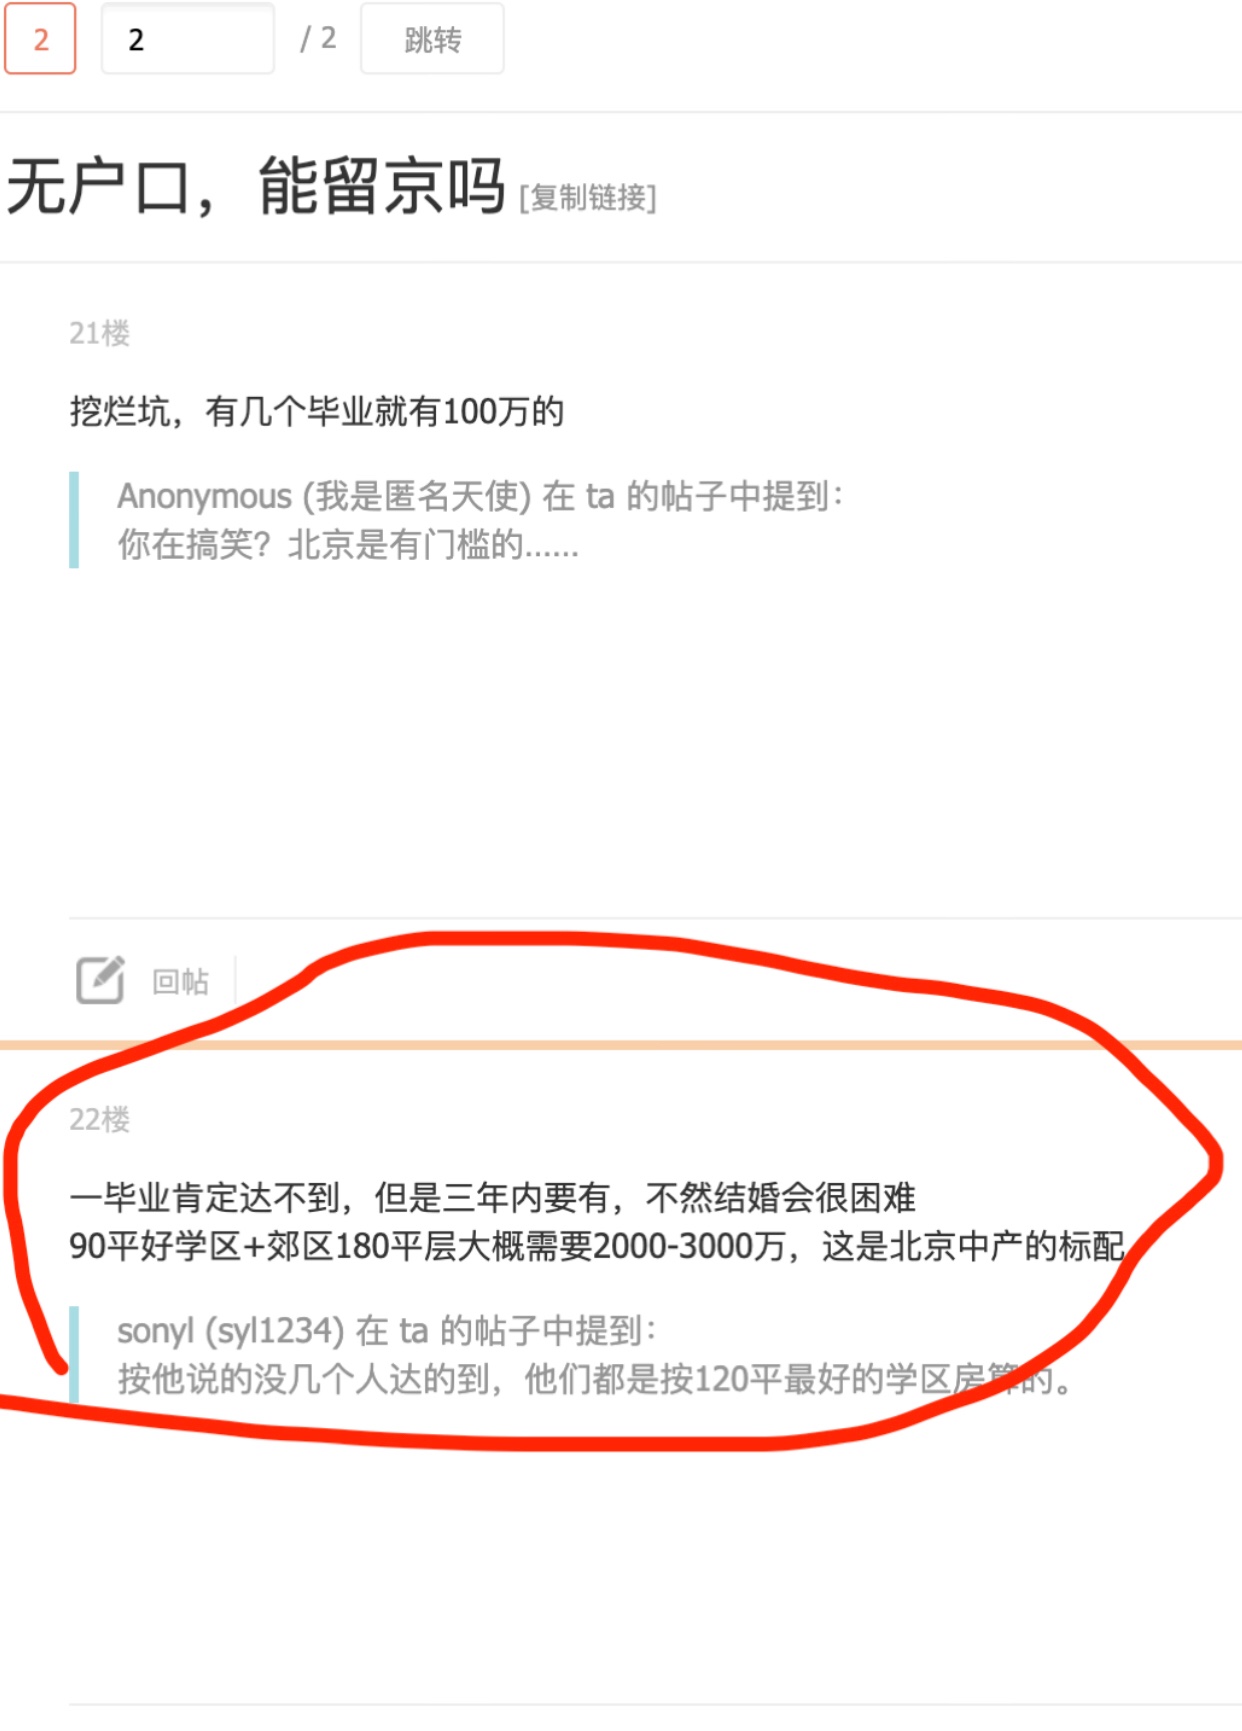 2 2 / 2 跳转
无户口，能留京吗 [复制链接]
21楼
挖烂坑，有几个毕业就有100万的
Anonymous (我是匿名天使) 在 ta 的帖子中提到：
你在搞笑？北京是有门槛的......
回帖
22楼
一毕业肯定达不到，但是三年内要有，不然结婚会很困难
90平好学区+郊区180平层大概需要2000-3000万，这是北京中产的标配
sonyl (syl1234) 在 ta 的帖子中提到：
按他说的没几个人达的到，他们都是按120平最好的学区房算的。